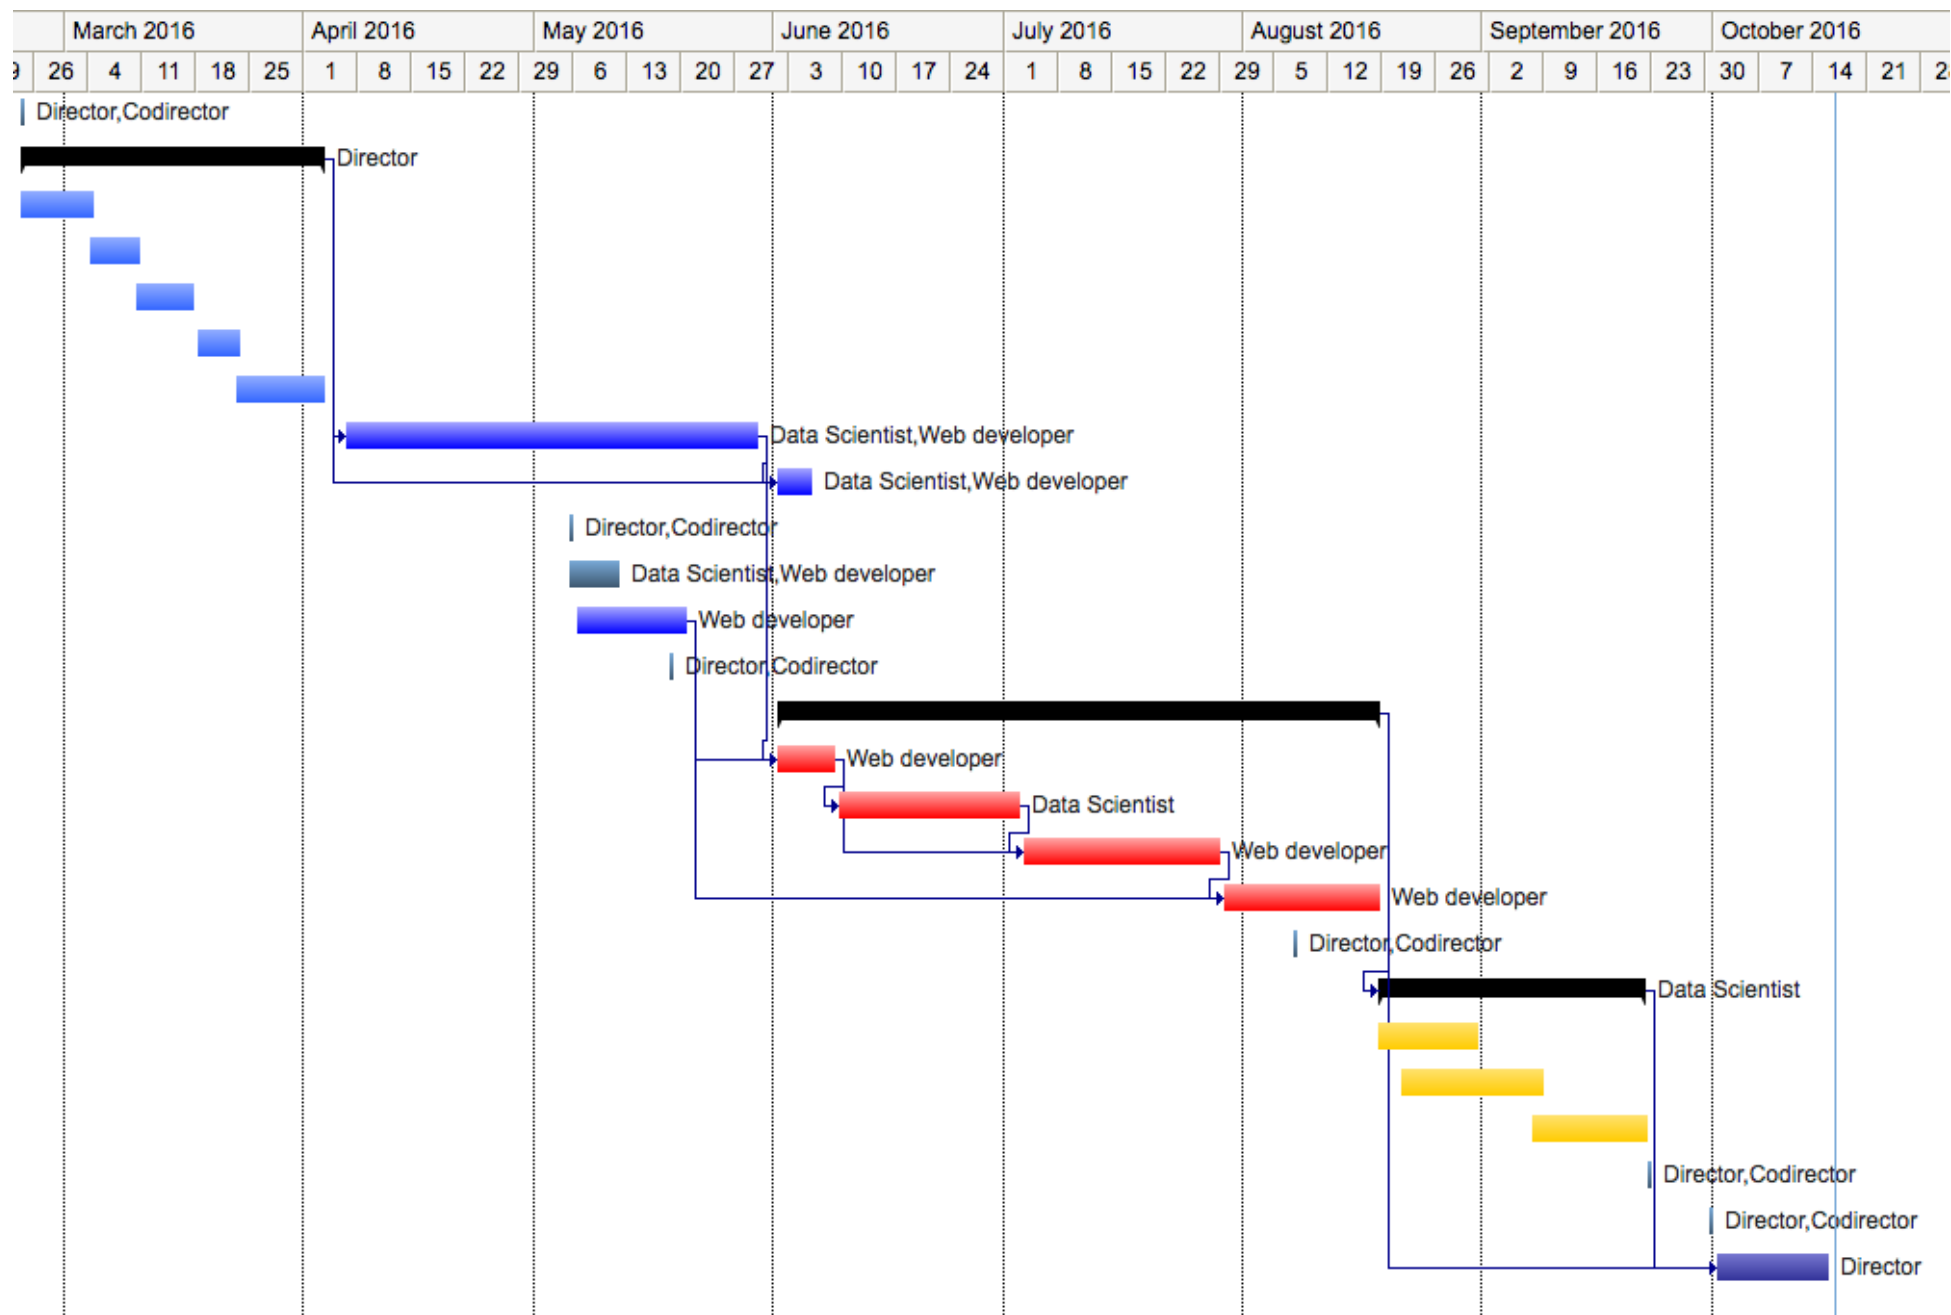 March 2016 April 2016 May 2016 June 2016 July 2016 August 2016 September 2016 October 2016
26 4 11 18 25 1 8 15 22 29 6 13 20 27 3 10 17 24 1 8 15 22 29 5 12 19 26 2 9 16 23 30 7 14 21
Director,Codirector
Director
Data Scientist,Web developer
Data Scientist,Web developer
Director,Codirector
Data Scientist,Web developer
Web developer
Director,Codirector
Web developer
Data Scientist
Web developer
Web developer
Director,Codirector
Data Scientist
Director,Codirector
Director,Codirector
Director